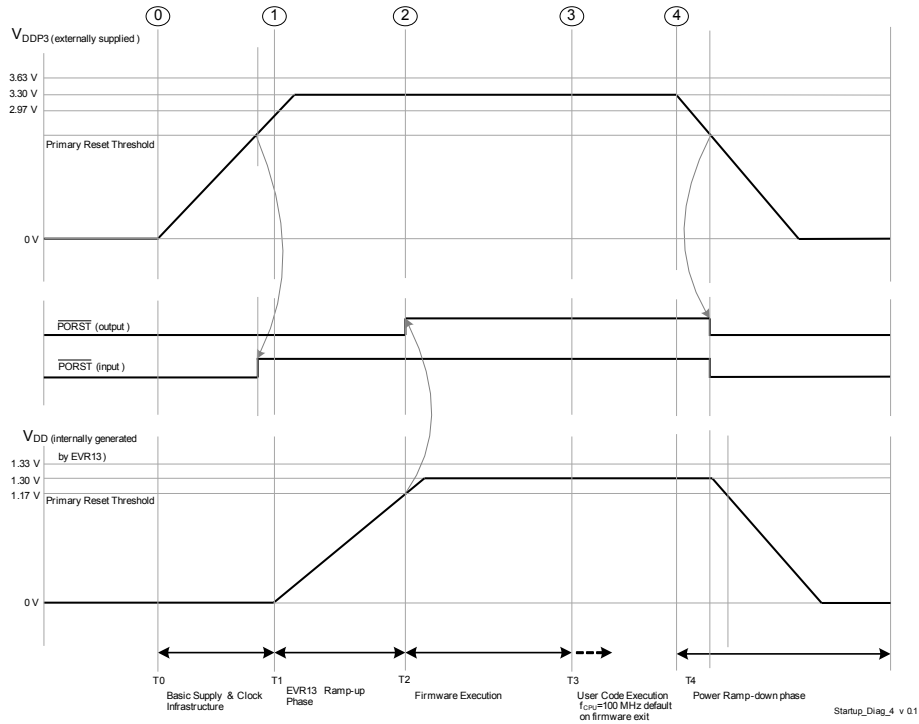 0 1 2 3 4
VDDP3 (externally supplied )
3.63 V
3.30 V
2.97 V
Primary Reset Threshold
0 V
PORST (output )
PORST (input )
VDD (internally generated
by EVR13 )
1.33 V
1.30 V
1.17 V
Primary Reset Threshold
0 V
T0 T1 T2 T3 T4
Basic Supply & Clock
Infrastructure
EVR13 Ramp-up
Phase
Firmware Execution
User Code Execution
fCPU=100 MHz default
on firmware exit
Power Ramp-down phase
Startup_Diag_4 v 0.1